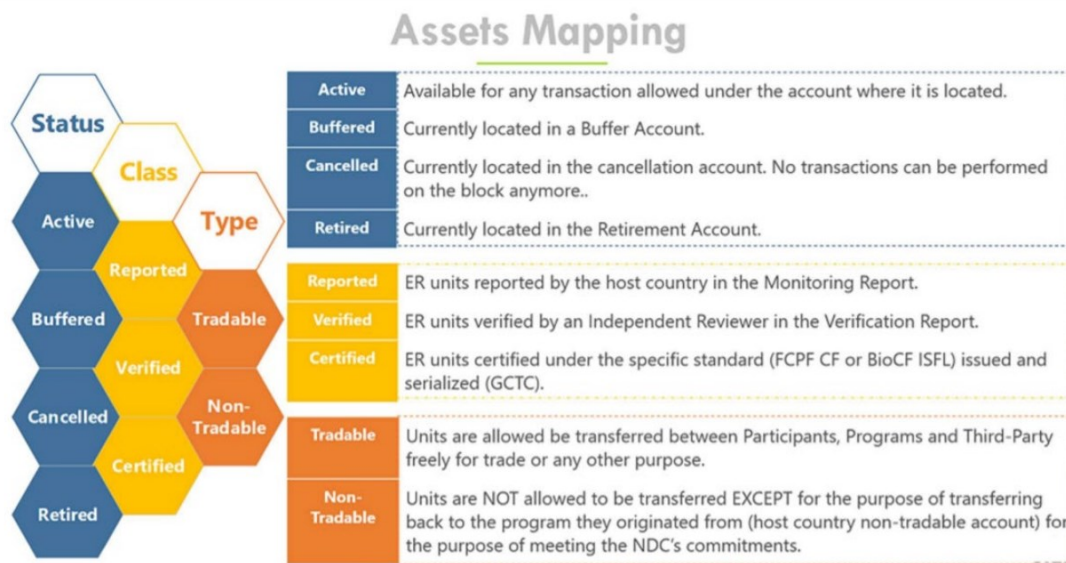 Assets Mapping
Status
Class
Type
Active
Reported
Buffered
Tradable
Verified
Cancelled
Non-
Tradable
Certified
Retired
Active Available for any transaction allowed under the account where it is located.
Buffered Currently located in a Buffer Account.
Cancelled Currently located in the cancellation account. No transactions can be performed
on the block anymore..
Retired Currently located in the Retirement Account.
Reported ER units reported by the host country in the Monitoring Report.
Verified ER units verified by an Independent Reviewer in the Verification Report.
Certified ER units certified under the specific standard (FCPF CF or BioCF ISFL) issued and
serialized (GCTC).
Tradable Units are allowed be transferred between Participants, Programs and Third-Party
freely for trade or any other purpose.
Non- Units are NOT allowed to be transferred EXCEPT for the purpose of transferring
Tradable back to the program they originated from (host country non-tradable account) for
the purpose of meeting the NDC's commitments.